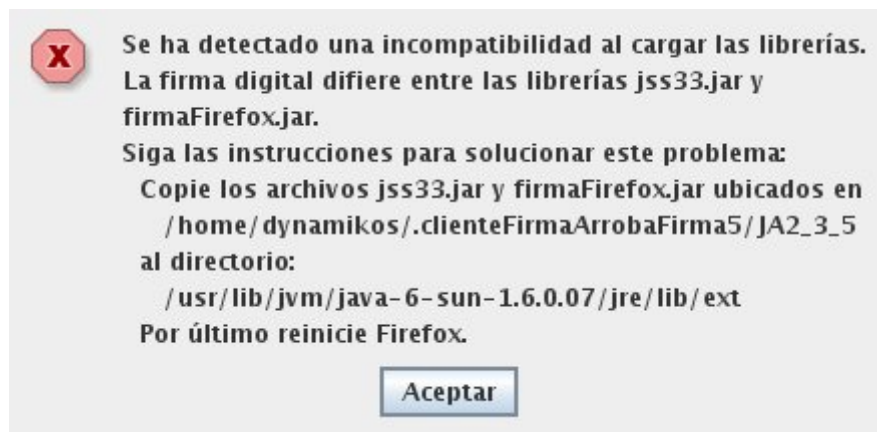 X
Se ha detectado una incompatibilidad al cargar las librerías.
La firma digital difiere entre las librerías jss33.jar y
firmaFirefox.jar.
Siga las instrucciones para solucionar este problema:
Copie los archivos jss33.jar y firmaFirefox.jar ubicados en
/home/dynamikos/.clienteFirmaArrobaFirma5/JA2_3_5
al directorio:
/usr/lib/jvm/java-6-sun-1.6.0.07/jre/lib/ext
Por último reinicie Firefox.
Aceptar